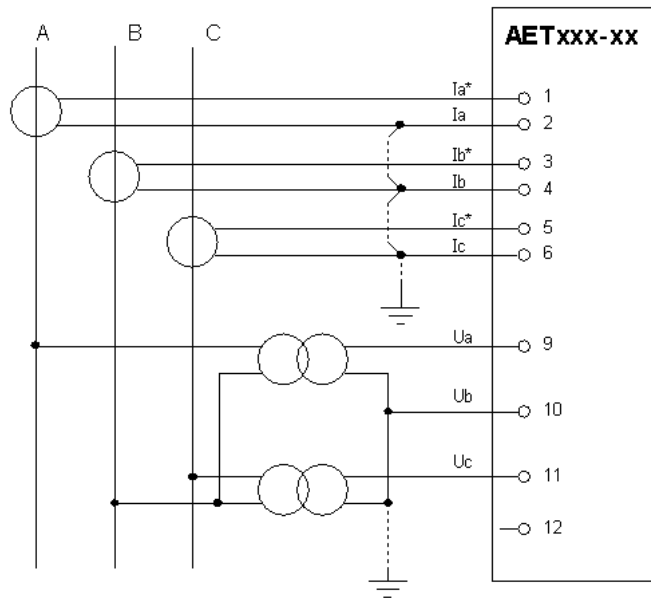 A B C
AETxxx-xx
Ia* 1
Ia 2
Ib* 3
Ib 4
Ic* 5
Ic 6
Ua 9
Ub 10
Uc 11
12